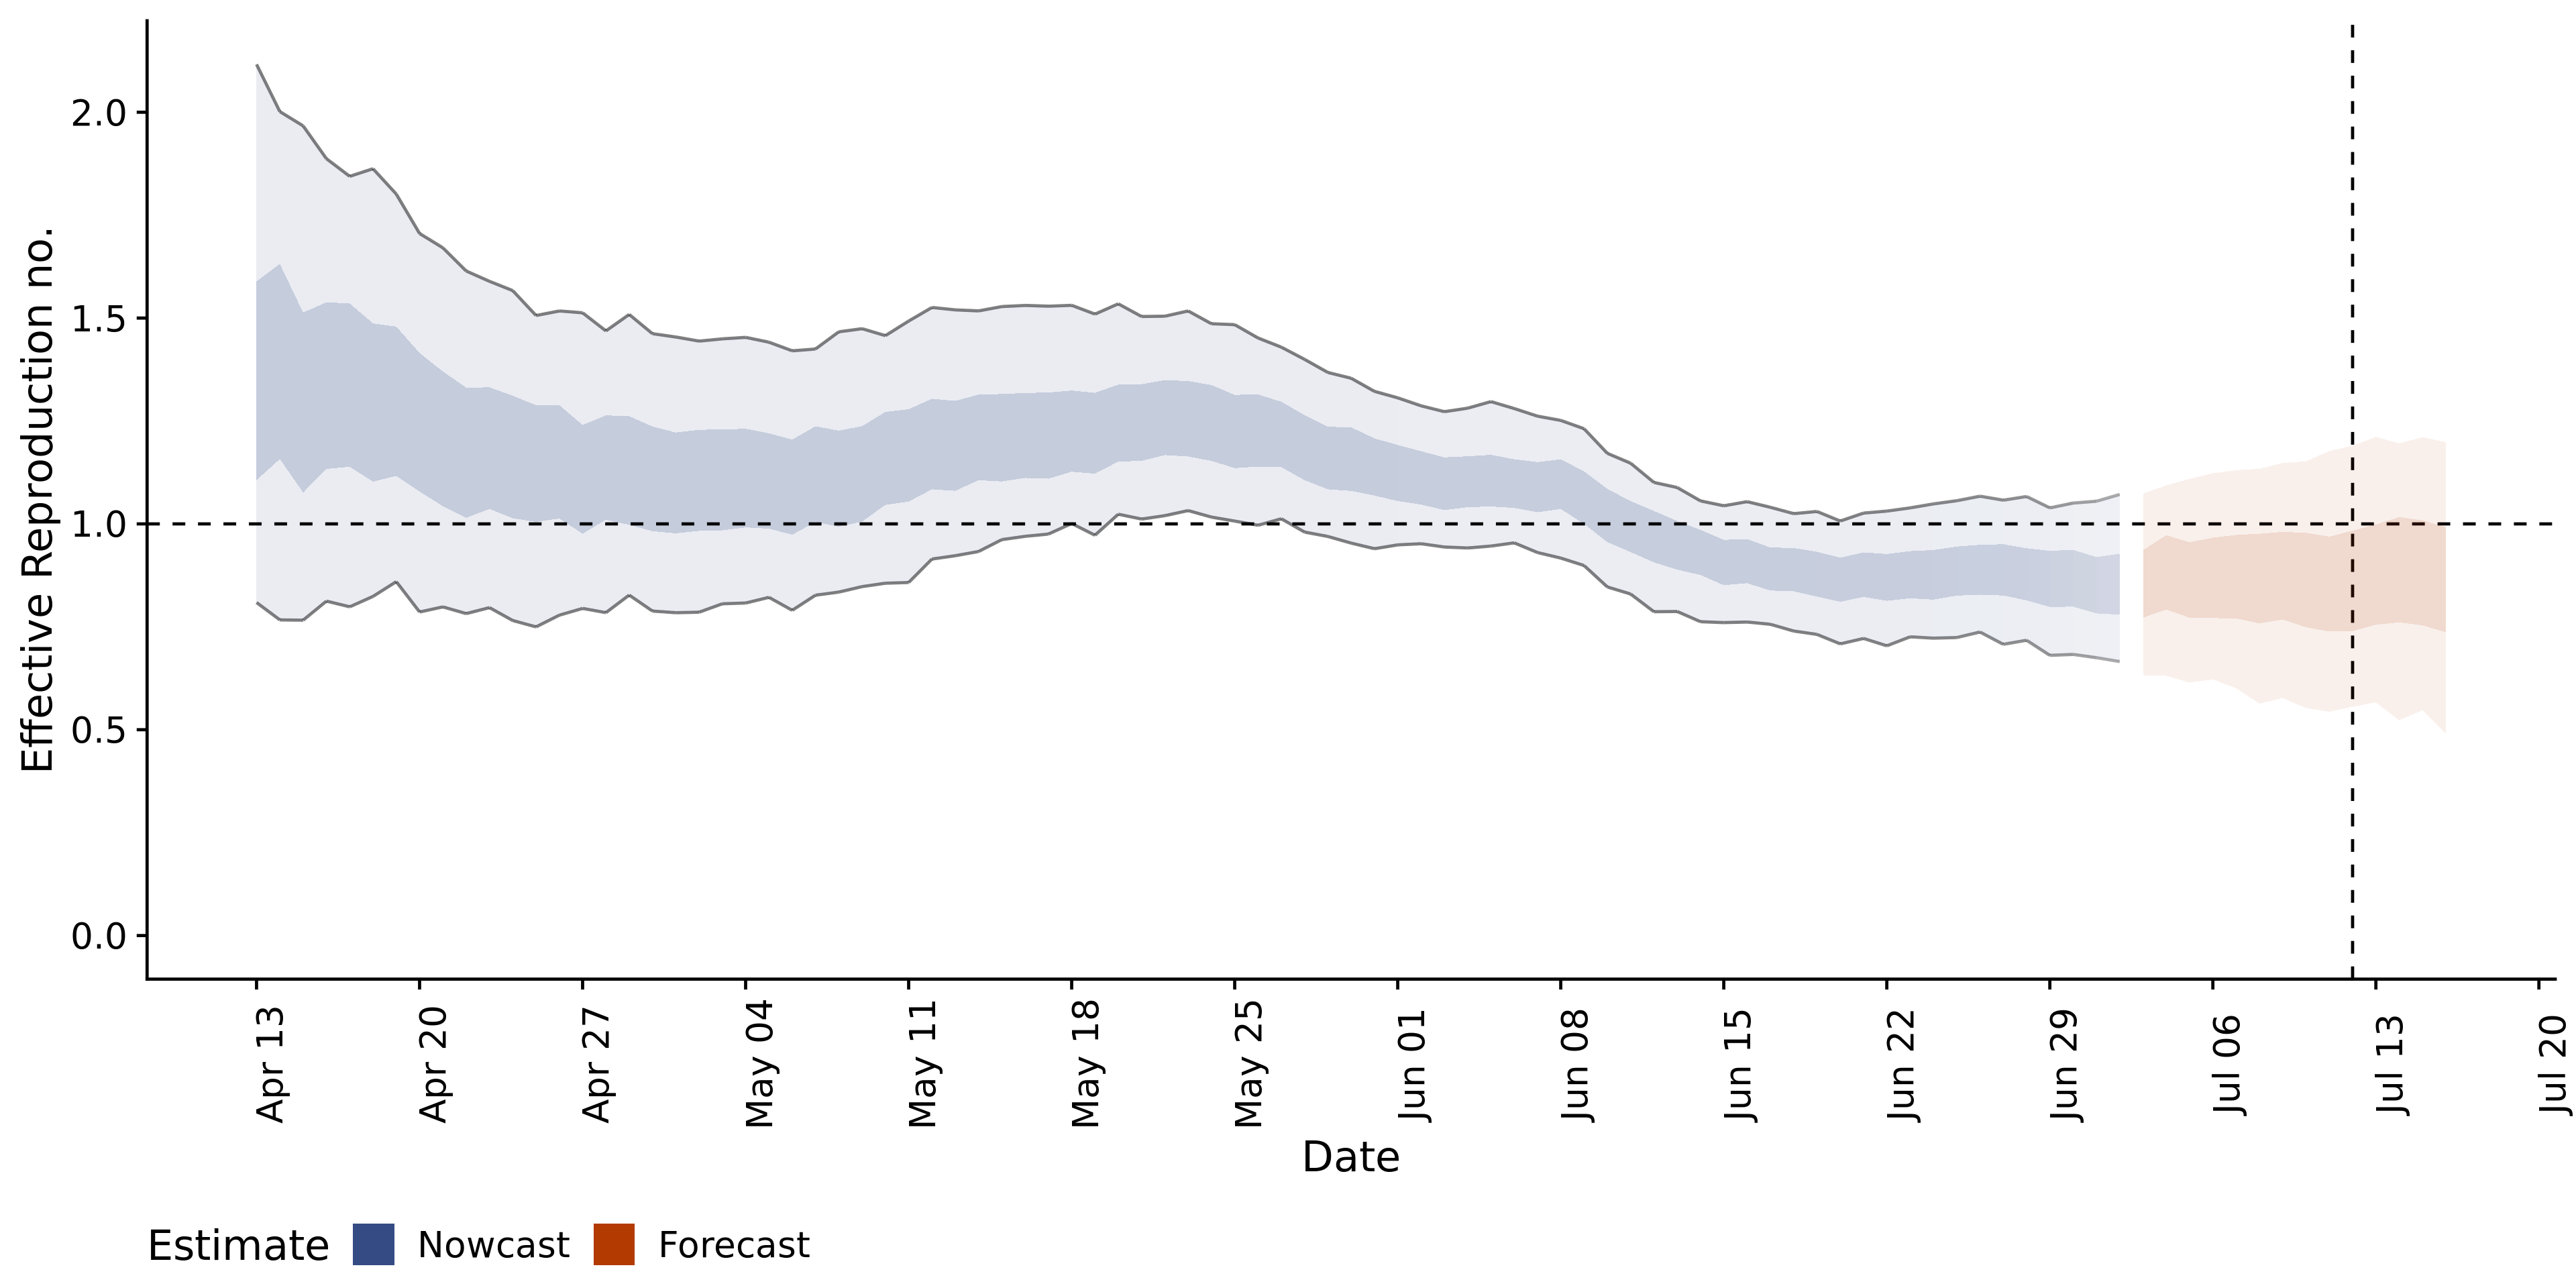 Effective Reproduction no.
2.0
1.5
1.0
0.5
0.0
Apr 13
Apr 20
Apr 27
May 04
May 11
May 18
May 25
Jun 01
Jun 08
Jun 15
Jun 22
Jun 29
Jul 06
Jul 13
Jul 20
Date
Estimate Nowcast Forecast